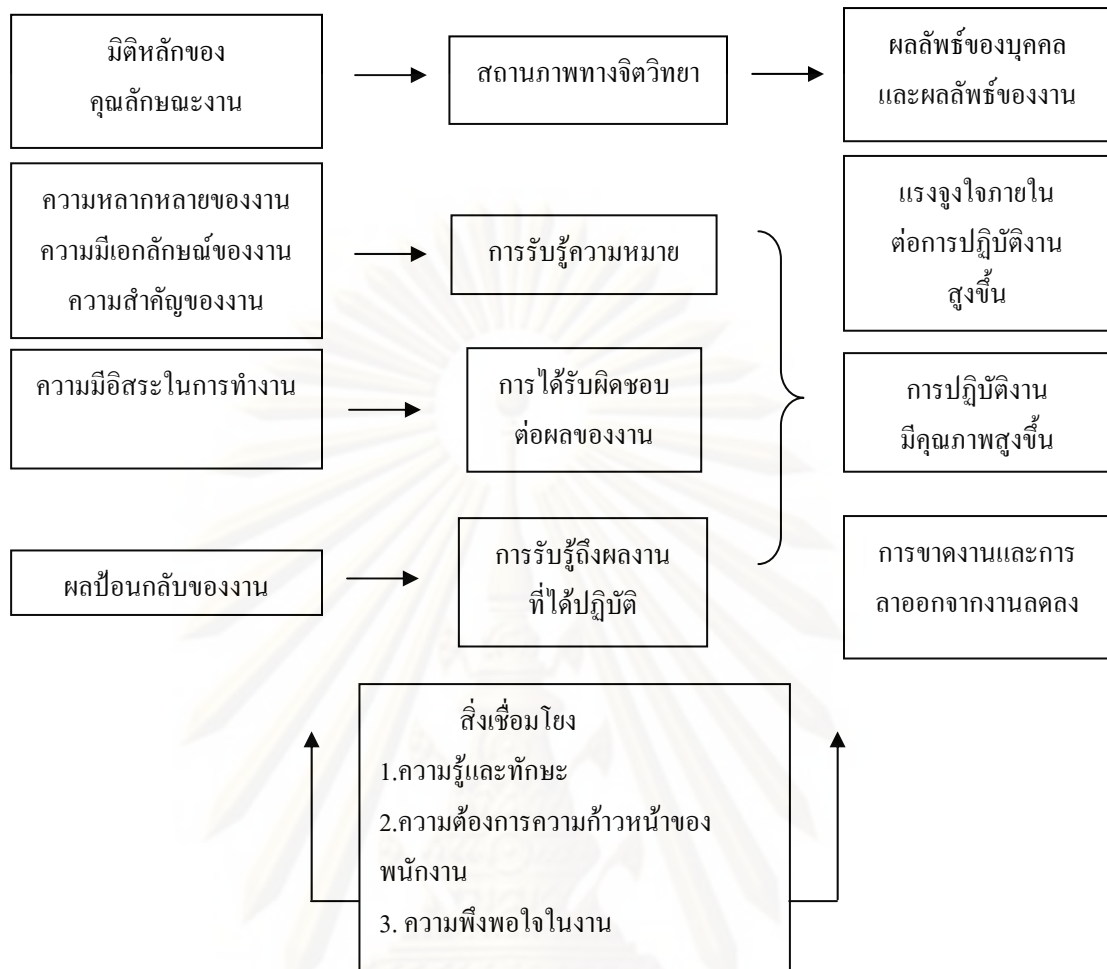 มิติหลักของ
คุณลักษณะงาน
สถานภาพทางจิตวิทยา
ผลลัพธ์ของบุคคล
และผลลัพธ์ของงาน
ความหลากหลายของงาน
ความมีเอกลักษณ์ของงาน
ความสำคัญของงาน
การรับรู้ความหมาย
แรงจูงใจภายใน
ต่อการปฏิบัติงาน
สูงขึ้น
ความมีอิสระในการทำงาน
การได้รับผิดชอบ
ต่อผลของงาน
การปฏิบัติงาน
มีคุณภาพสูงขึ้น
ผลป้อนกลับของงาน
การรับรู้ถึงผลงาน
ที่ได้ปฏิบัติ
การขาดงานและการ
ลาออกจากงานลดลง
สิ่งเชื่อมโยง
1.ความรู้และทักษะ
2.ความต้องการความก้าวหน้าของ
พนักงาน
3. ความพึงพอใจในงาน